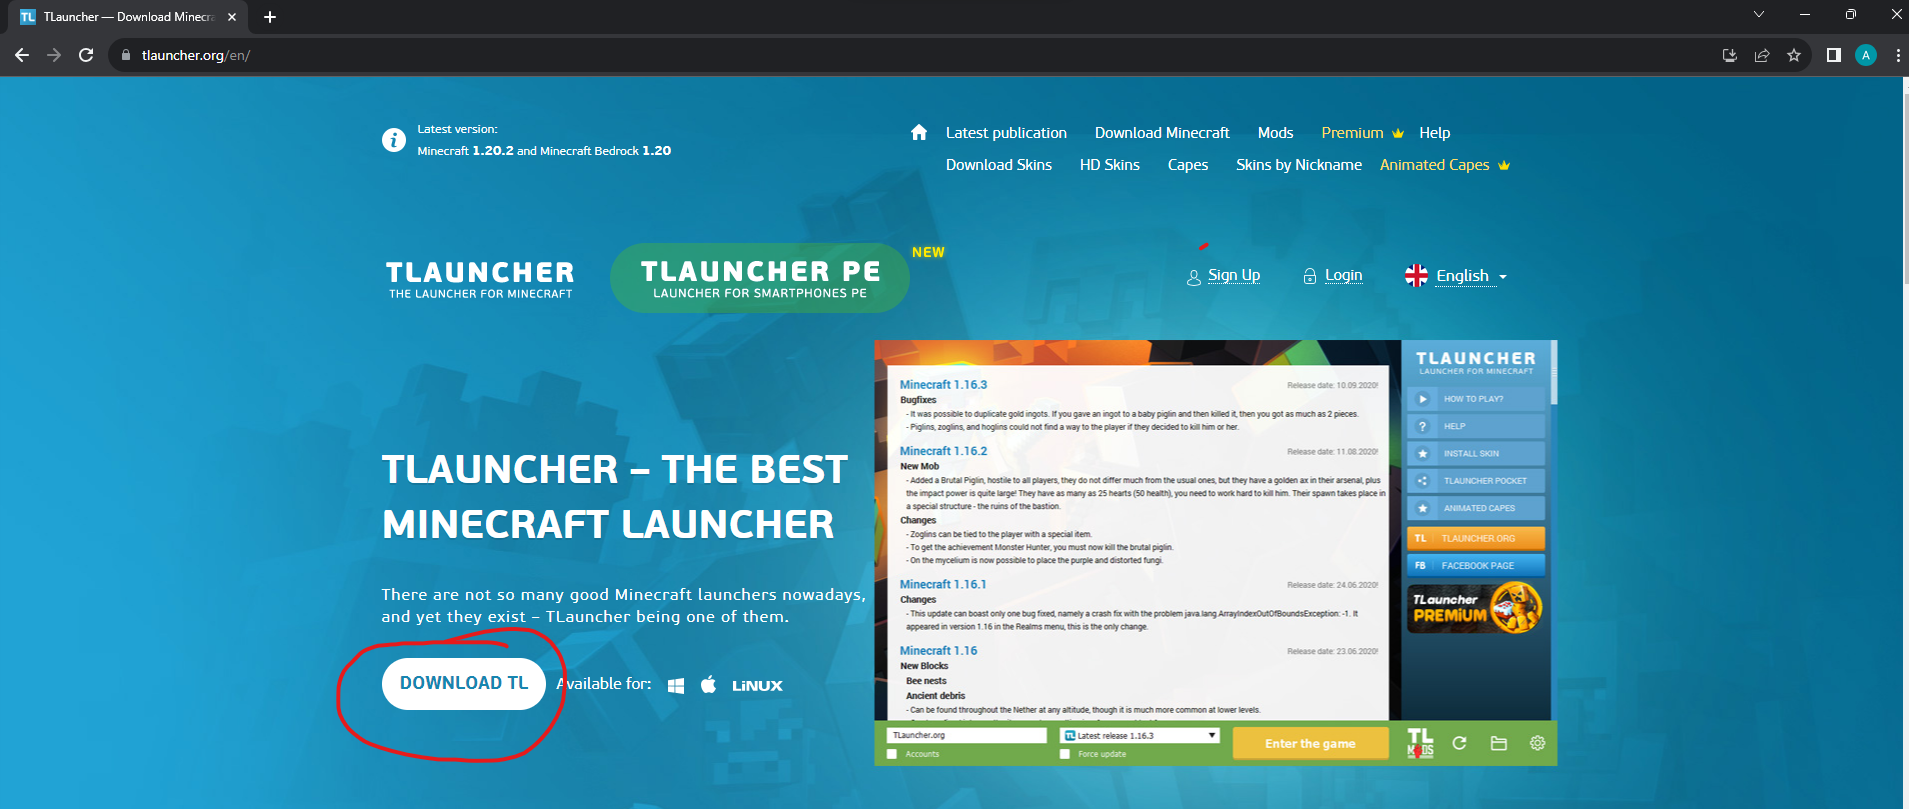 TL TLauncher — Download Minecra
tlauncher.org/en/
A
Latest version:
Minecraft 1.20.2 and Minecraft Bedrock 1.20
Latest publication Download Minecraft Mods Premium Help
Download Skins HD Skins Capes Skins by Nickname Animated Capes
TLAUNCHER
THE LAUNCHER FOR MINECRAFT
TLAUNCHER PE
LAUNCHER FOR SMARTPHONES PE
NEW
Sign Up Login English
TLAUNCHER – THE BEST
MINECRAFT LAUNCHER
There are not so many good Minecraft launchers nowadays,
and yet they exist – TLauncher being one of them.
DOWNLOAD TL Available for: LiNUX
Minecraft 1.16.3 Release date: 10.09.2020!
Bugfixes
- It was possible to duplicate gold ingots. If you gave an ingot to a baby piglin and then killed it, then you got as much as 2 pieces.
- Piglins, zoglins, and hoglins could not find a way to the player if they decided to kill him or her.
Minecraft 1.16.2 Release date: 11.08.2020!
New Mob
- Added a Brutal Piglin, hostile to all players, they do not differ much from the usual ones, but they have a golden ax in their arsenal, plus
the impact power is quite large! They have as many as 25 hearts (50 health), you need to work hard to kill him. Their spawn takes place in
a special structure - the ruins of the bastion.
Changes
- Zoglins can be tied to the player with a special item.
- To get the achievement Monster Hunter, you must now kill the brutal piglin.
- On the mycelium is now possible to place the purple and distorted fungi.
Minecraft 1.16.1 Release date: 24.06.2020!
Changes
- This update can boast only one bug fixed, namely a crash fix with the problem java.lang.ArrayIndexOutOfBoundsException: -1. It
appeared in version 1.16 in the Realms menu, this is the only change.
Minecraft 1.16 Release date: 23.06.2020!
New Blocks
Bee nests
Ancient debris
- Can be found throughout the Nether at any altitude, though it is much more common at lower levels.
TLAUNCHER
LAUNCHER FOR MINECRAFT
HOW TO PLAY?
HELP
INSTALL SKIN
TLAUNCHER POCKET
ANIMATED CAPES
TL TLAUNCHER.ORG
FB FACEBOOK PAGE
TLauncher
PREMiUM
TLauncher.org TL Latest release 1.16.3
Accounts Force update
Enter the game
TL
MODS